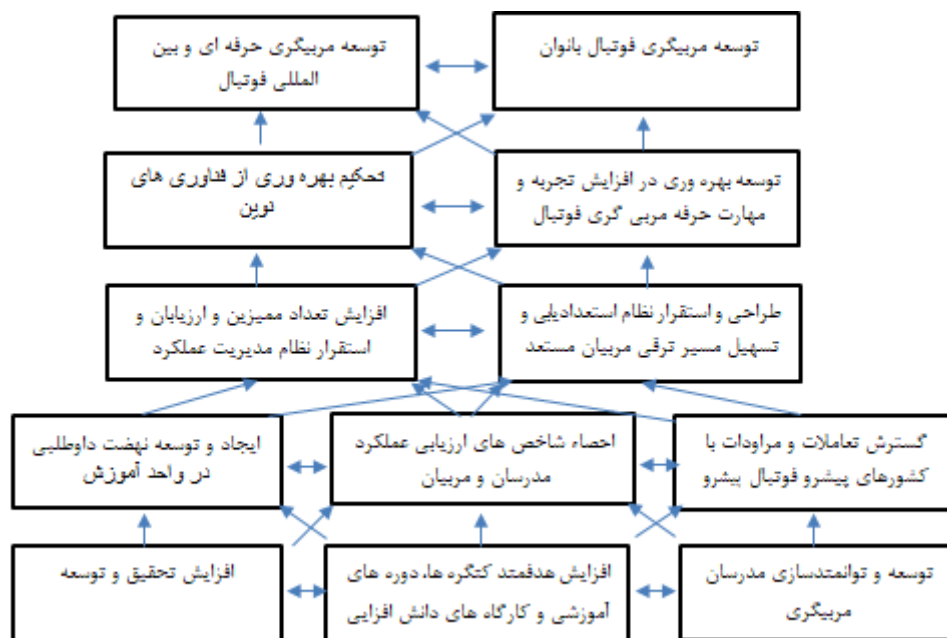 توسعه مربیگری فوتبال بانوان
توسعه مربیگری حرفه ای و بین
المللی فوتبال
توسعه بهره وری در افزایش تجربه و
مهارت حرفه مربی گری فوتبال
تحکیم بهره وری از فناوری های
نوین
طراحی و استقرار نظام استعدادیابی و
تسهیل مسیر ترقی مربیان مستعد
افزایش تعداد ممیزین و ارزیابان و
استقرار نظام مدیریت عملکرد
گسترش تعاملات و مراودات با
کشورهای پیشرو فوتبال پیشرو
احصاء شاخص های ارزیابی عملکرد
مدرسان و مربیان
ایجاد و توسعه نهضت داوطلبی
در واحد آموزش
توسعه و توانمندسازی مدرسان
مربیگری
افزایش هدفمند کنگره ها، دوره های
آموزشی و کارگاه های دانش افزایی
افزایش تحقیق و توسعه